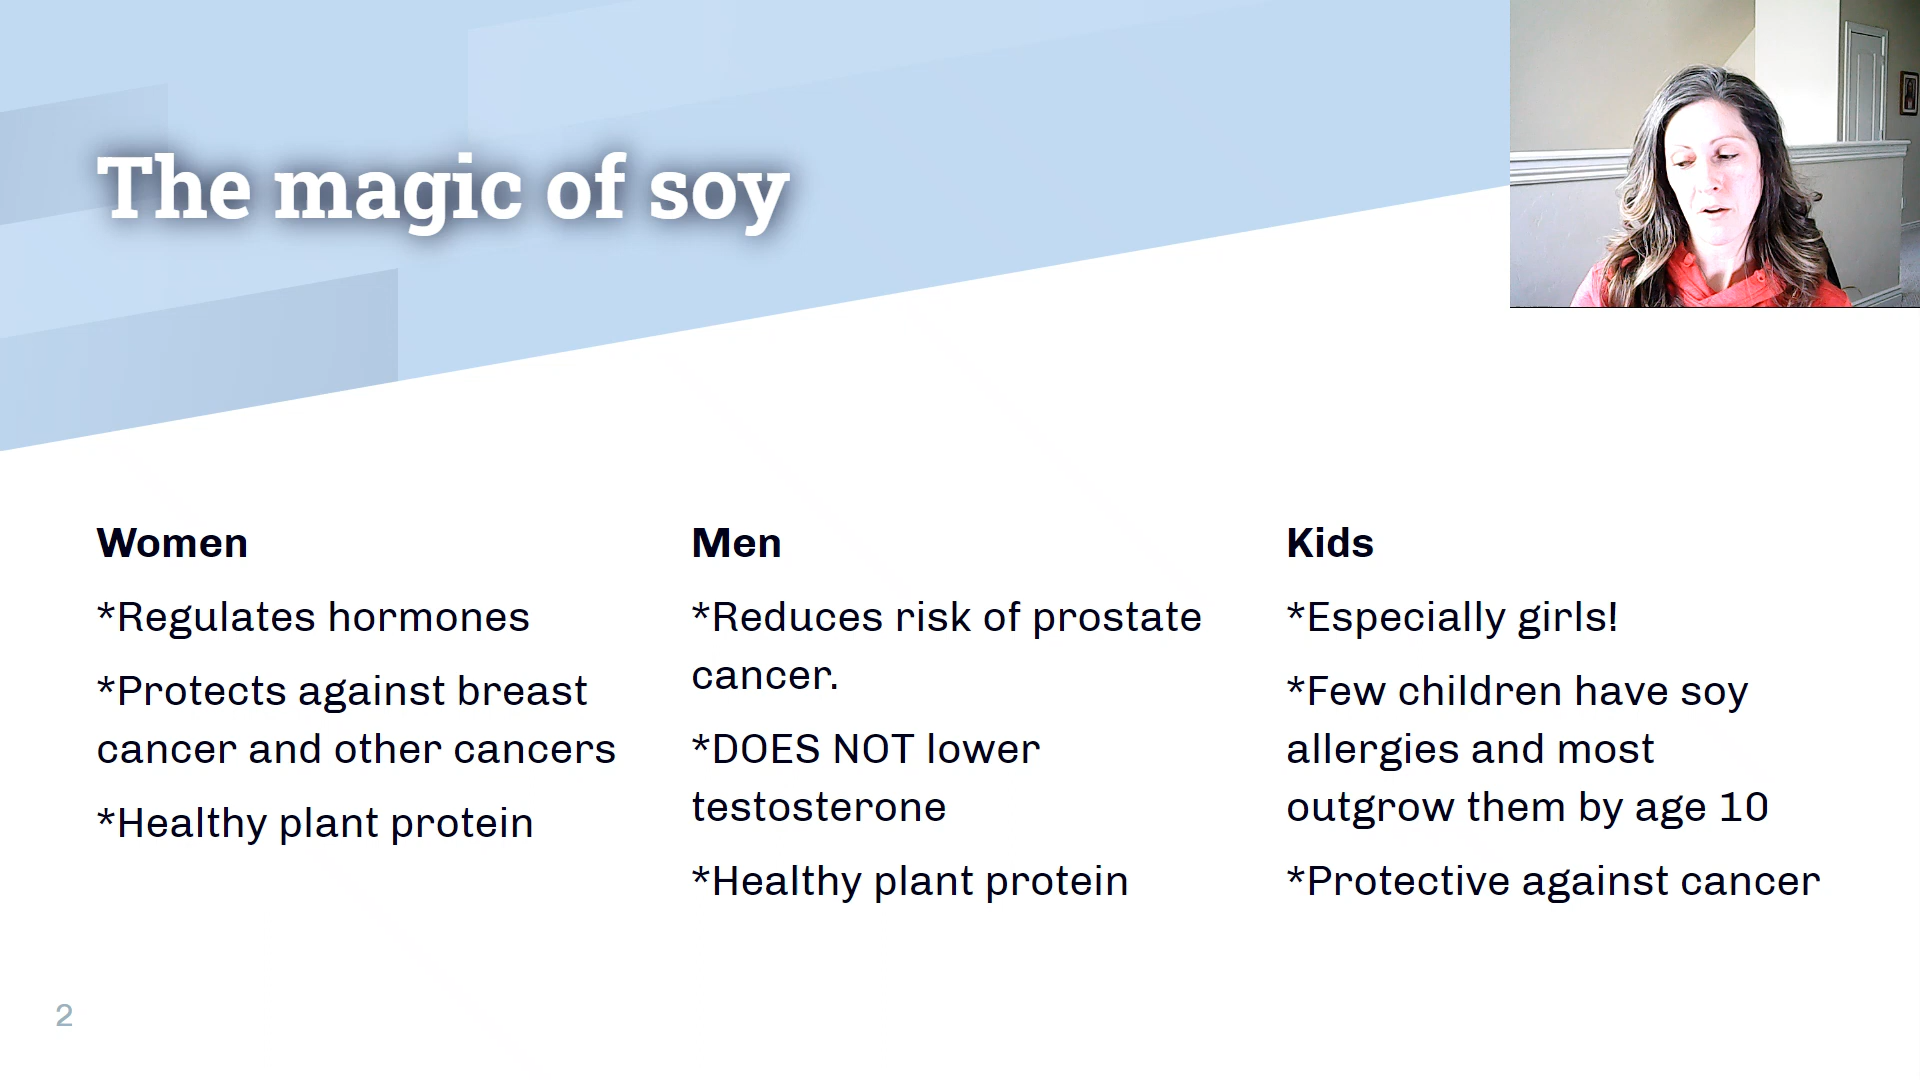 The magic of soy
Women
*Regulates hormones
*Protects against breast
cancer and other cancers
*Healthy plant protein
Men
*Reduces risk of prostate
cancer.
*DOES NOT lower
testosterone
*Healthy plant protein
Kids
*Especially girls!
*Few children have soy
allergies and most
outgrow them by age 10
*Protective against cancer
2